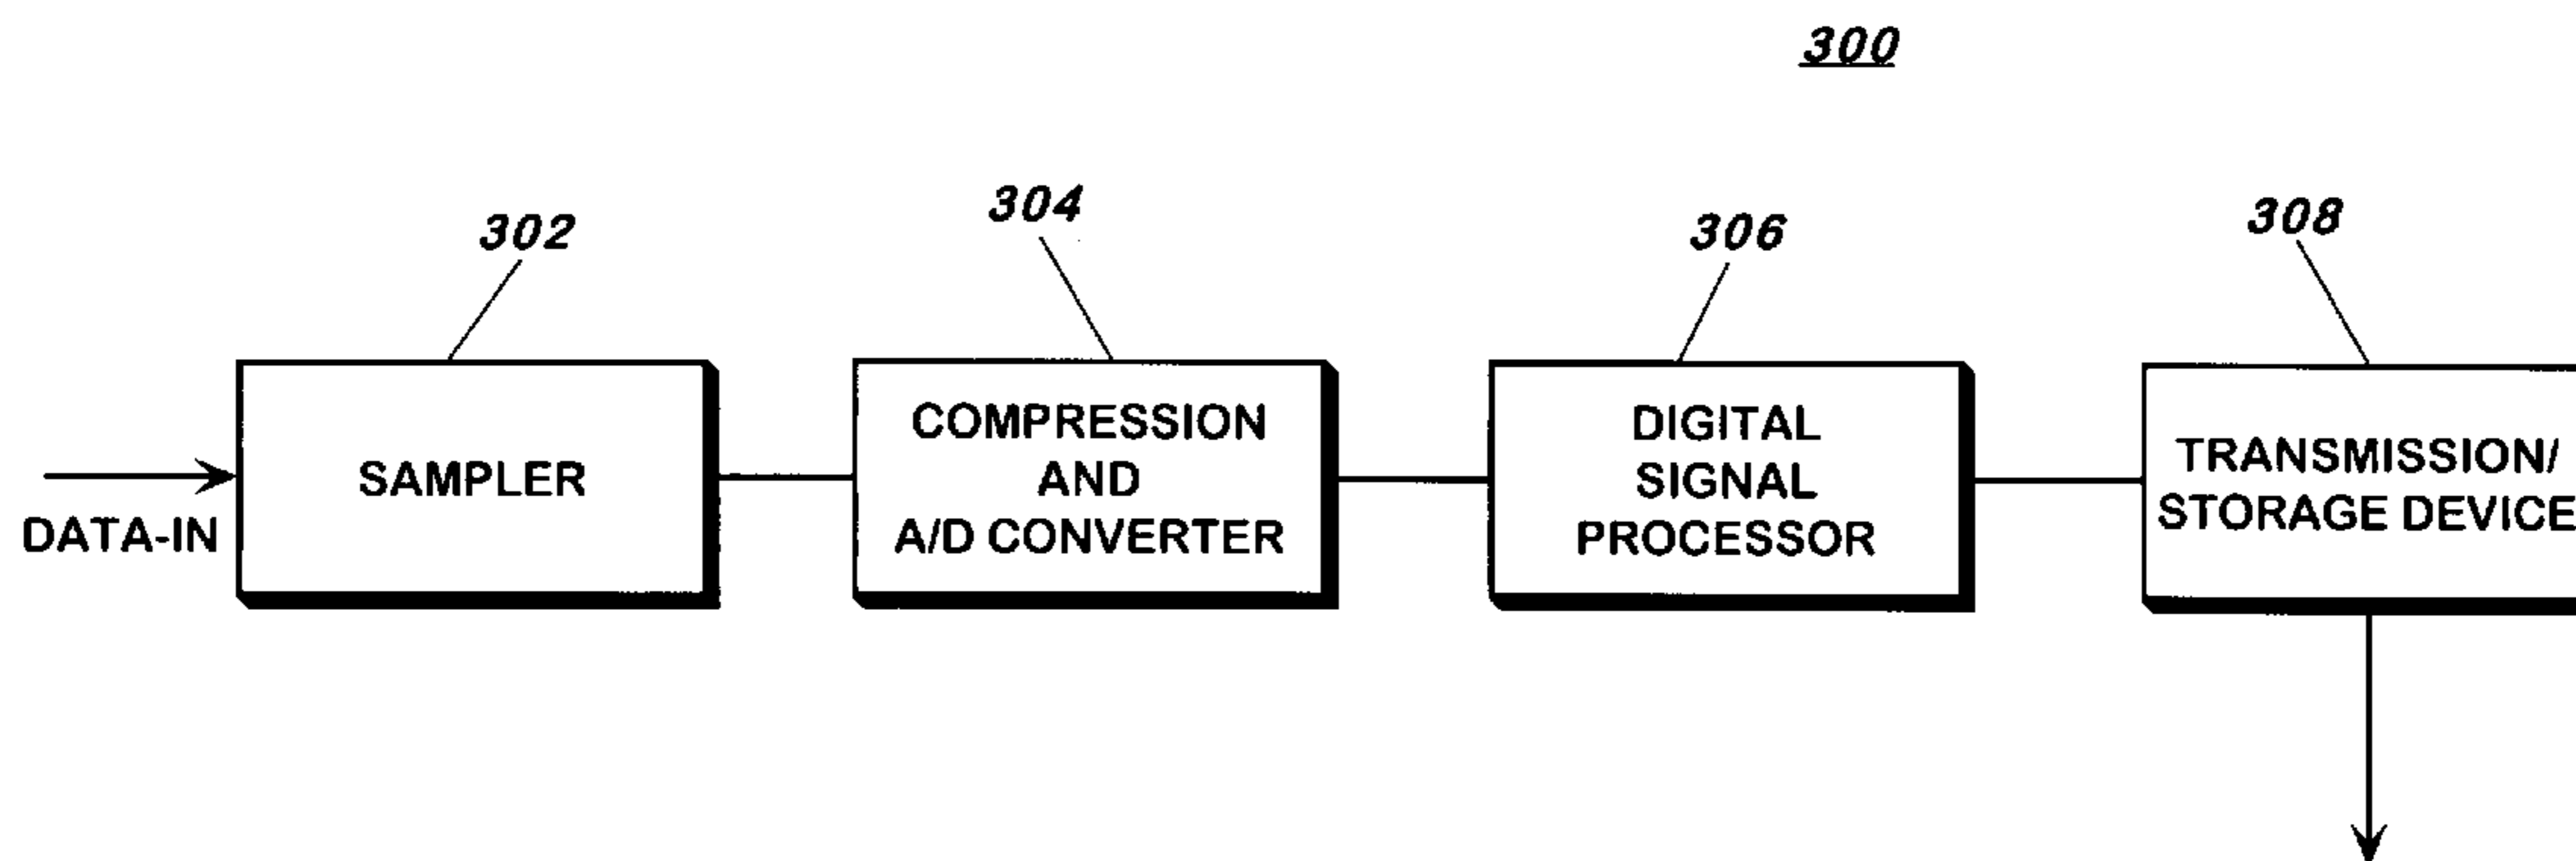 300
302
304
306
308
DATA-IN
SAMPLER
COMPRESSION
AND
A/D CONVERTER
DIGITAL
SIGNAL
PROCESSOR
TRANSMISSION/
STORAGE DEVICE